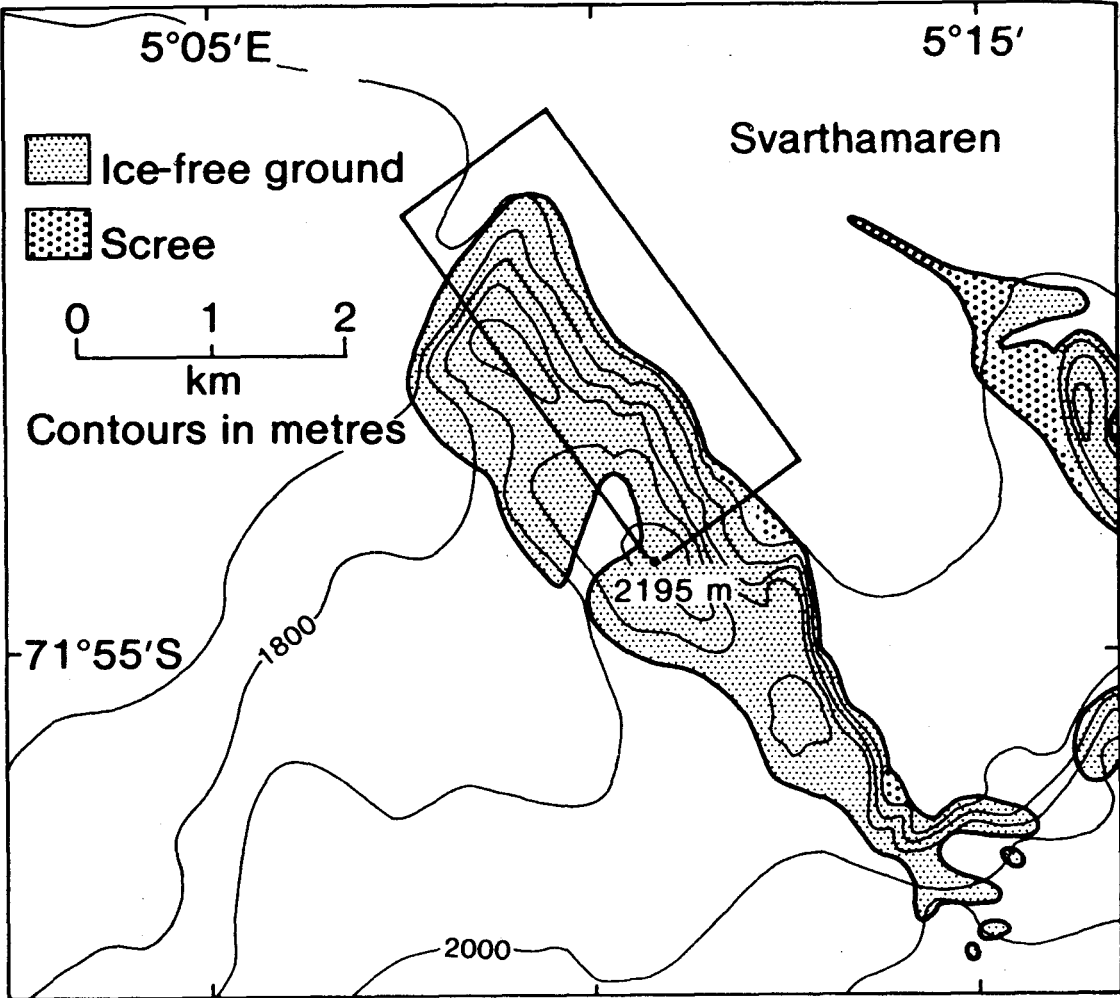 5°05′E
5°15′
Svarthamaren
Ice-free ground
Scree
0 1 2
km
Contours in metres
2195 m
71°55′S
1800
2000